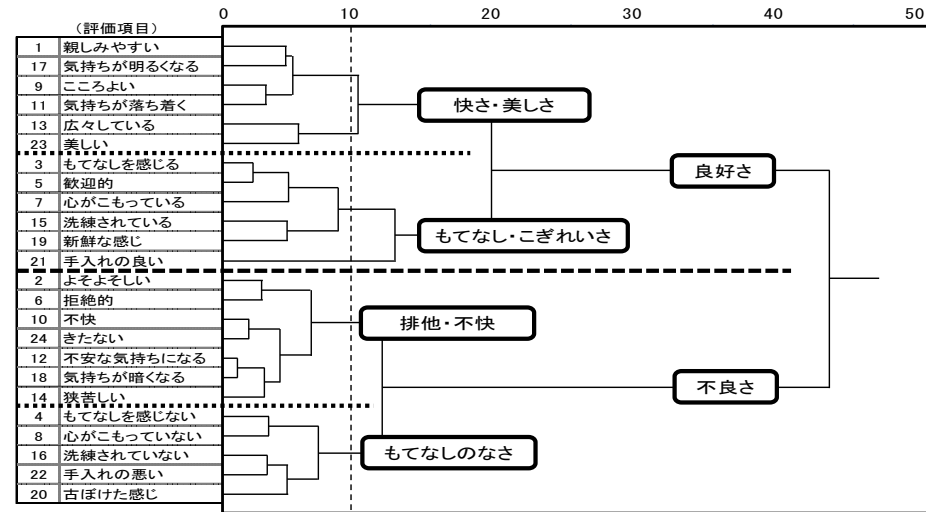 0 10 20 30 40 50
(評価項目)
1 親しみやすい
17 気持ちが明るくなる
9 こころよい
11 気持ちが落ち着く
13 広々している
23 美しい
3 もてなしを感じる
5 歓迎的
7 心がこもっている
15 洗練されている
19 新鮮な感じ
21 手入れの良い
2 よそよそしい
6 拒絶的
10 不快
24 きたない
12 不安な気持ちになる
18 気持ちが暗くなる
14 狭苦しい
4 もてなしを感じない
8 心がこもっていない
16 洗練されていない
22 手入れの悪い
20 古ぼけた感じ
快さ・美しさ
良好さ
もてなし・こぎれいさ
排他・不快
不良さ
もてなしのなさ